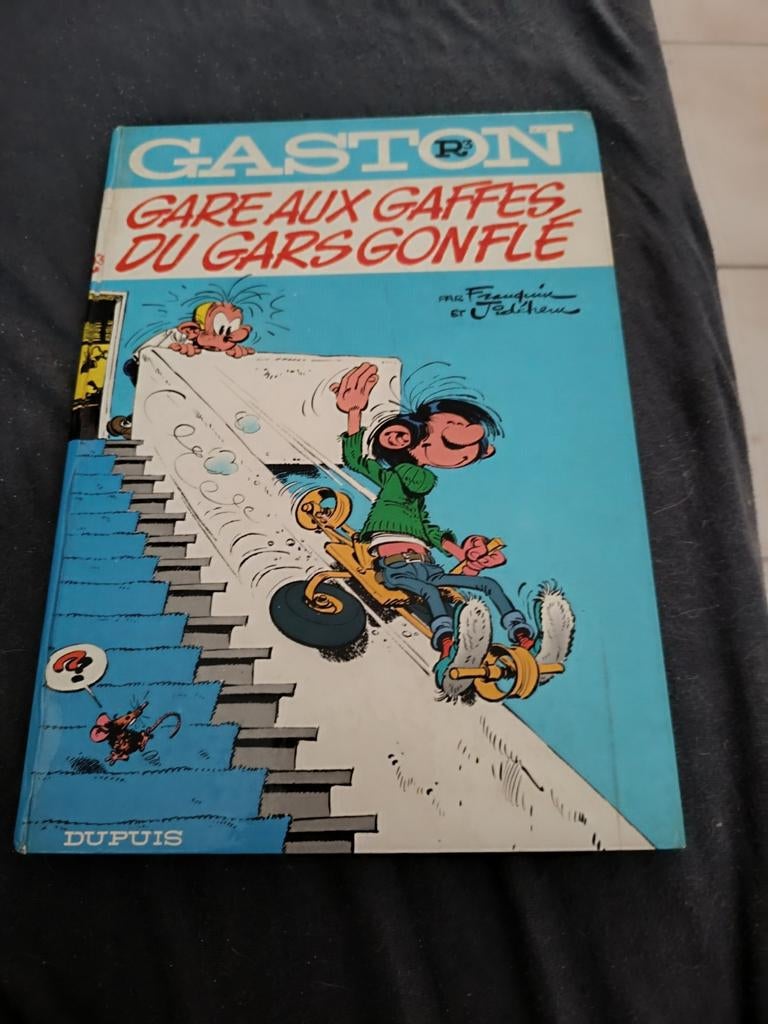 GASTON
R3
GARE AUX GAFFES
DU GARS GONFLÉ
PAR Franquin
ET Jidéhem
?
DUPUIS